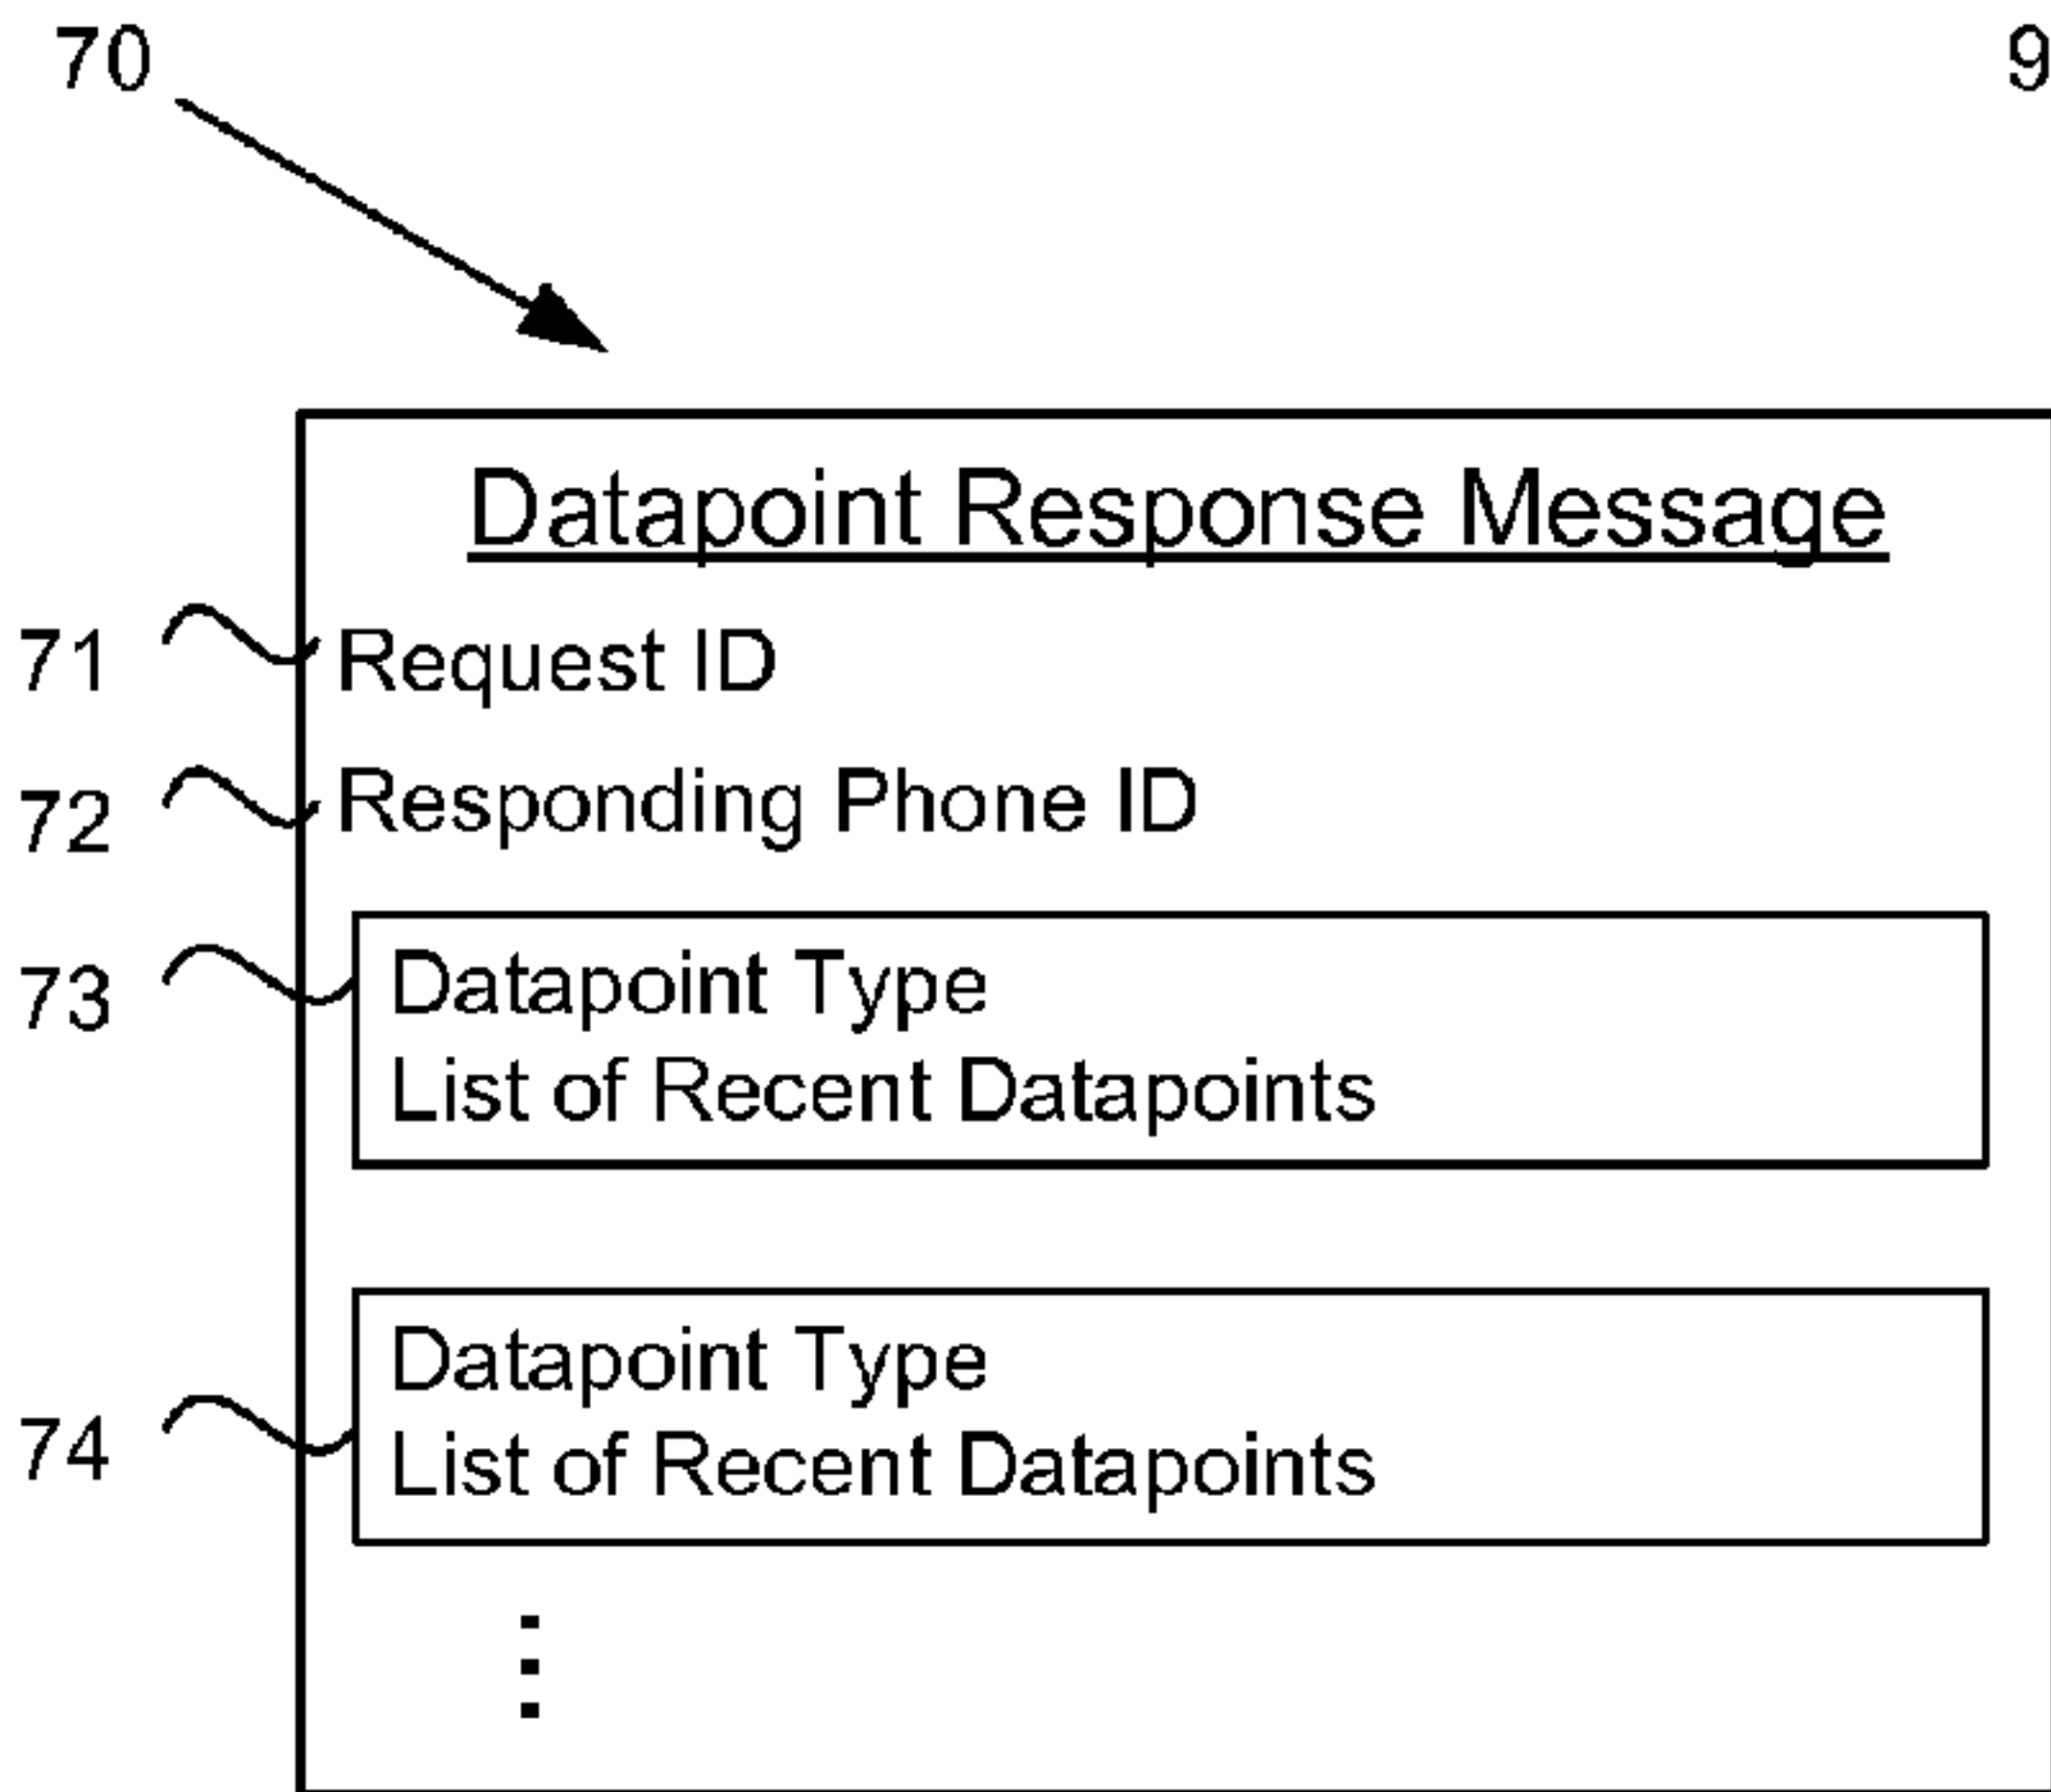 70
9
Datapoint Response Message
71 Request ID
72 Responding Phone ID
73 Datapoint Type
List of Recent Datapoints
Datapoint Type
74 List of Recent Datapoints